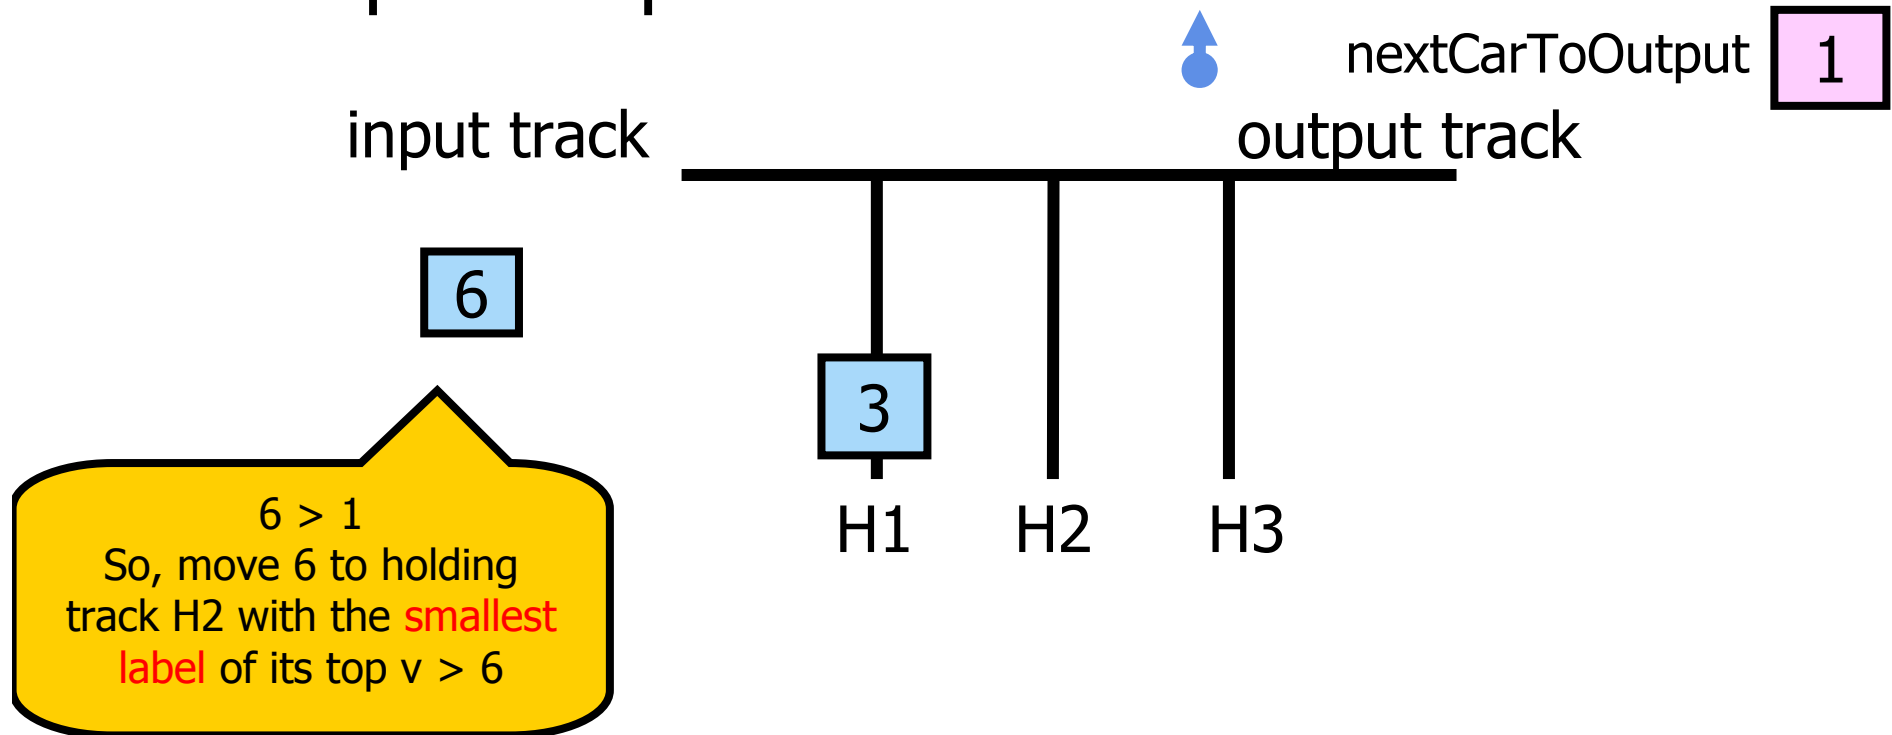 nextCarToOutput 1
input track
output track
6
3
H1 H2 H3
6 > 1
So, move 6 to holding
track H2 with the smallest
label of its top v > 6